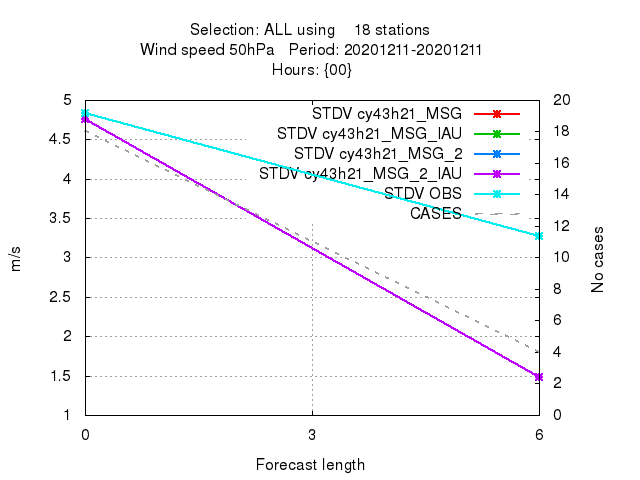 Selection: ALL using 18 stations
Wind speed 50hPa Period: 20201211-20201211
Hours: {00}
5 20
4.5 18
4 16
3.5 14
3 12
2.5 10
2 8
1.5 6
1 4
2
0
STDV cy43h21_MSG
STDV cy43h21_MSG_IAU
STDV cy43h21_MSG_2
STDV cy43h21_MSG_2_IAU
STDV OBS
CASES
m/s
No cases
0 3 6
Forecast length